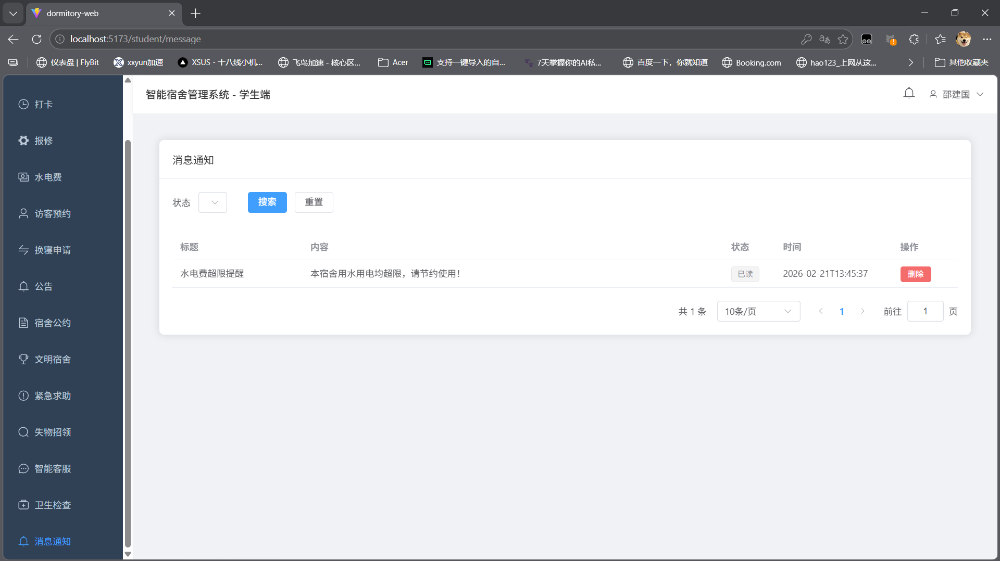 dormitory-web
localhost:5173/student/message
仪表盘 | FlyBit
xxyun加速
XSUS - 十八线小机...
飞鸟加速 - 核心区...
Acer
支持一键导入的自...
7天掌握你的AI私...
百度一下，你就知道
Booking.com
hao123_上网从这...
其他收藏夹
打卡
报修
水电费
访客预约
换寝申请
公告
宿舍公约
文明宿舍
紧急求助
失物招领
智能客服
卫生检查
消息通知
智能宿舍管理系统 - 学生端
邵建国
消息通知
状态 搜索 重置
标题 内容 状态 时间 操作
水电费超限提醒 本宿舍用水用电均超限，请节约使用！ 已读 2026-02-21T13:45:37 删除
共 1 条 10条/页 1 前往 1 页